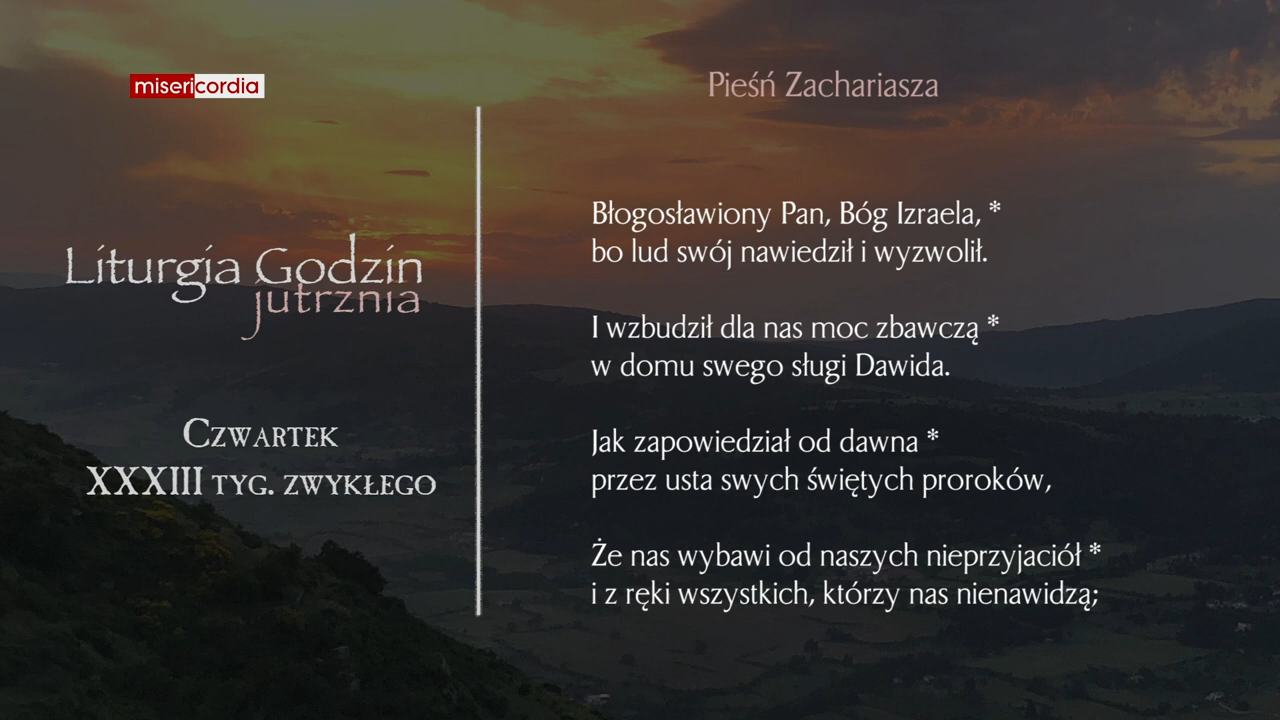 misericordia
Liturgia Godzin
jutrznia
Czwartek
XXXIII tyg. zwykłego
Pieśń Zachariasza
Błogosławiony Pan, Bóg Izraela, *
bo lud swój nawiedził i wyzwolił.
I wzbudził dla nas moc zbawczą *
w domu swego sługi Dawida.
Jak zapowiedział od dawna *
przez usta swych świętych proroków,
Że nas wybawi od naszych nieprzyjaciół *
i z ręki wszystkich, którzy nas nienawidzą;